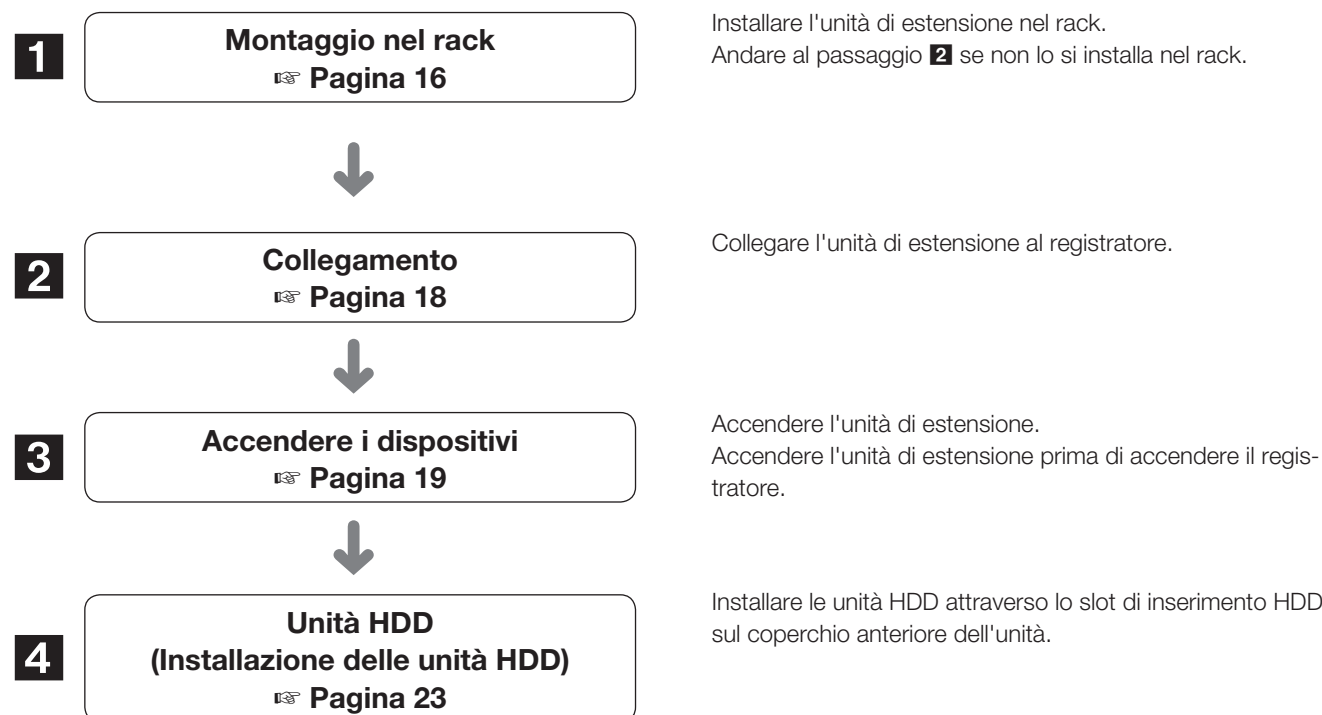 1
Montaggio nel rack
☞ Pagina 16
Installare l'unità di estensione nel rack.
Andare al passaggio 2 se non lo si installa nel rack.
2
Collegamento
☞ Pagina 18
Collegare l'unità di estensione al registratore.
3
Accendere i dispositivi
☞ Pagina 19
Accendere l'unità di estensione.
Accendere l'unità di estensione prima di accendere il regis-
tratore.
4
Unità HDD
(Installazione delle unità HDD)
☞ Pagina 23
Installare le unità HDD attraverso lo slot di inserimento HDD
sul coperchio anteriore dell'unità.